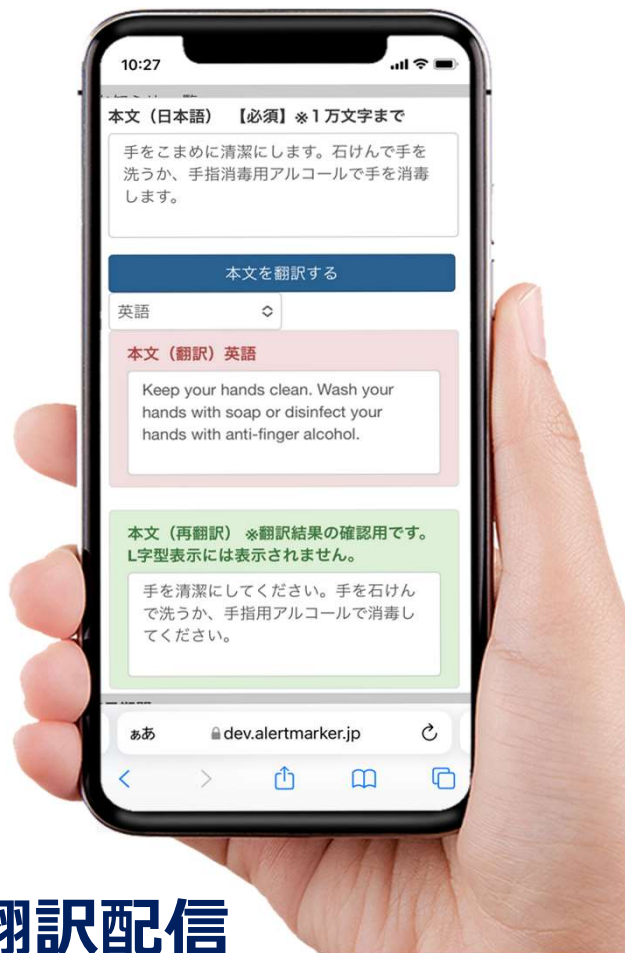 10:27
本文（日本語） 【必須】※１万文字まで
手をこまめに清潔にします。石けんで手を
洗うか、手指消毒用アルコールで手を消毒
します。
本文を翻訳する
英語
本文（翻訳）英語
Keep your hands clean. Wash your
hands with soap or disinfect your
hands with anti-finger alcohol.
本文（再翻訳） ※翻訳結果の確認用です。
L字型表示には表示されません。
手を清潔にしてください。手を石けん
で洗うか、手指用アルコールで消毒し
てください。
ぁあ
dev.alertmarker.jp
翻訳配信